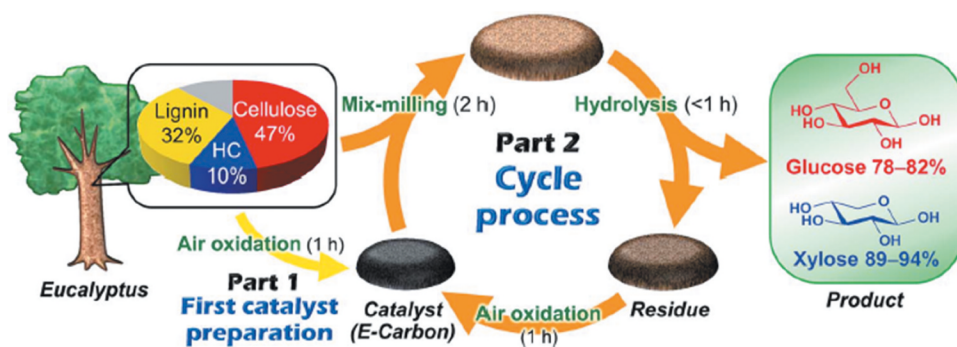 Lignin
32%
Cellulose
47%
HC
10%
Eucalyptus
Air oxidation (1 h)
Part 1
First catalyst
preparation
Mix-milling (2 h)
Part 2
Cycle
process
Hydrolysis (<1 h)
Catalyst
(E-Carbon)
Air oxidation
(1 h)
Residue
OH
O
HO
HO
OH
OH
Glucose 78–82%
O
HO
HO
OH
OH
Xylose 89–94%
Product